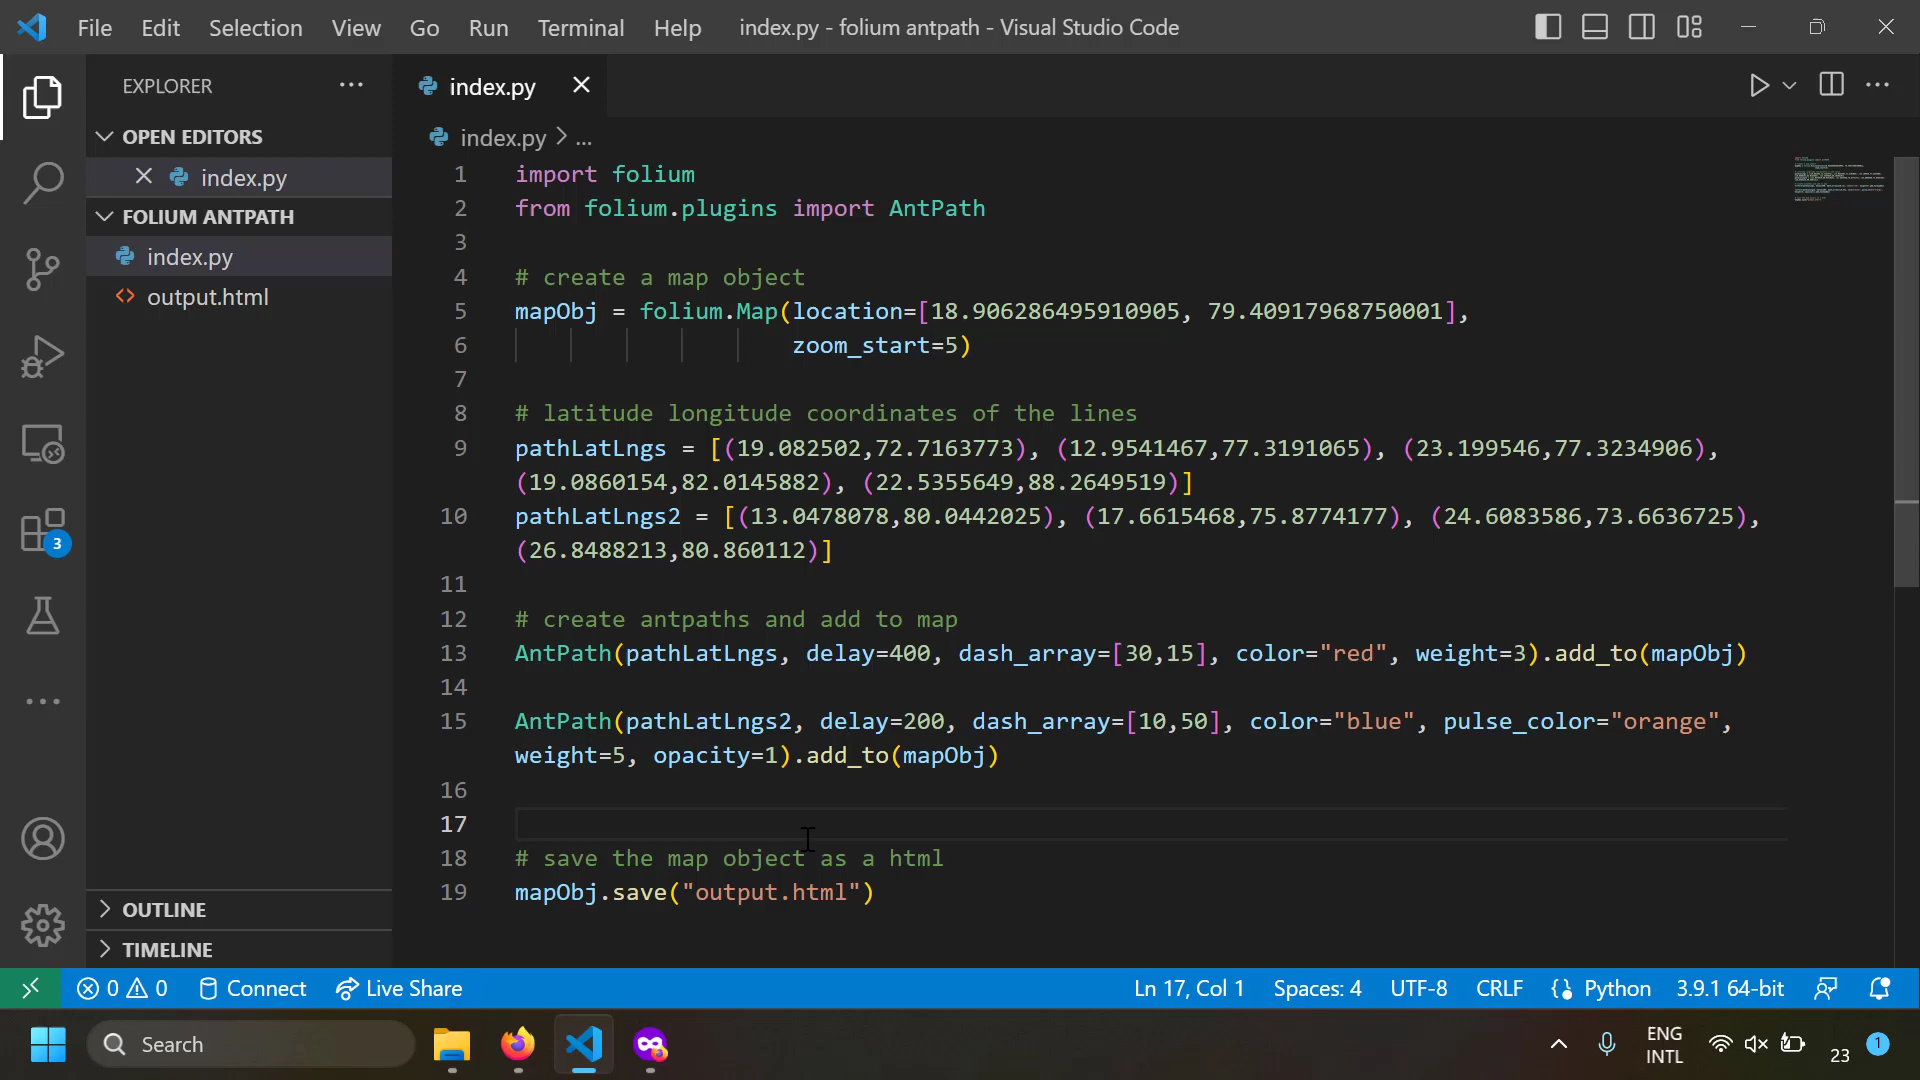 File Edit Selection View Go Run Terminal Help index.py - folium antpath - Visual Studio Code
EXPLORER
OPEN EDITORS
index.py
FOLIUM ANTPATH
index.py
output.html
OUTLINE
TIMELINE
3
index.py
index.py > ...
1 import folium
2 from folium.plugins import AntPath
3
4 # create a map object
5 mapObj = folium.Map(location=[18.906286495910905, 79.40917968750001],
6 zoom_start=5)
7
8 # latitude longitude coordinates of the lines
9 pathLatLngs = [(19.082502,72.7163773), (12.9541467,77.3191065), (23.199546,77.3234906),
(19.0860154,82.0145882), (22.5355649,88.2649519)]
10 pathLatLngs2 = [(13.0478078,80.0442025), (17.6615468,75.8774177), (24.6083586,73.6636725),
(26.8488213,80.860112)]
11
12 # create antpaths and add to map
13 AntPath(pathLatLngs, delay=400, dash_array=[30,15], color="red", weight=3).add_to(mapObj)
14
15 AntPath(pathLatLngs2, delay=200, dash_array=[10,50], color="blue", pulse_color="orange",
weight=5, opacity=1).add_to(mapObj)
16
17
18 # save the map object as a html
19 mapObj.save("output.html")
0 0 Connect Live Share Ln 17, Col 1 Spaces: 4 UTF-8 CRLF Python 3.9.1 64-bit
Search ENG
INTL
23 1